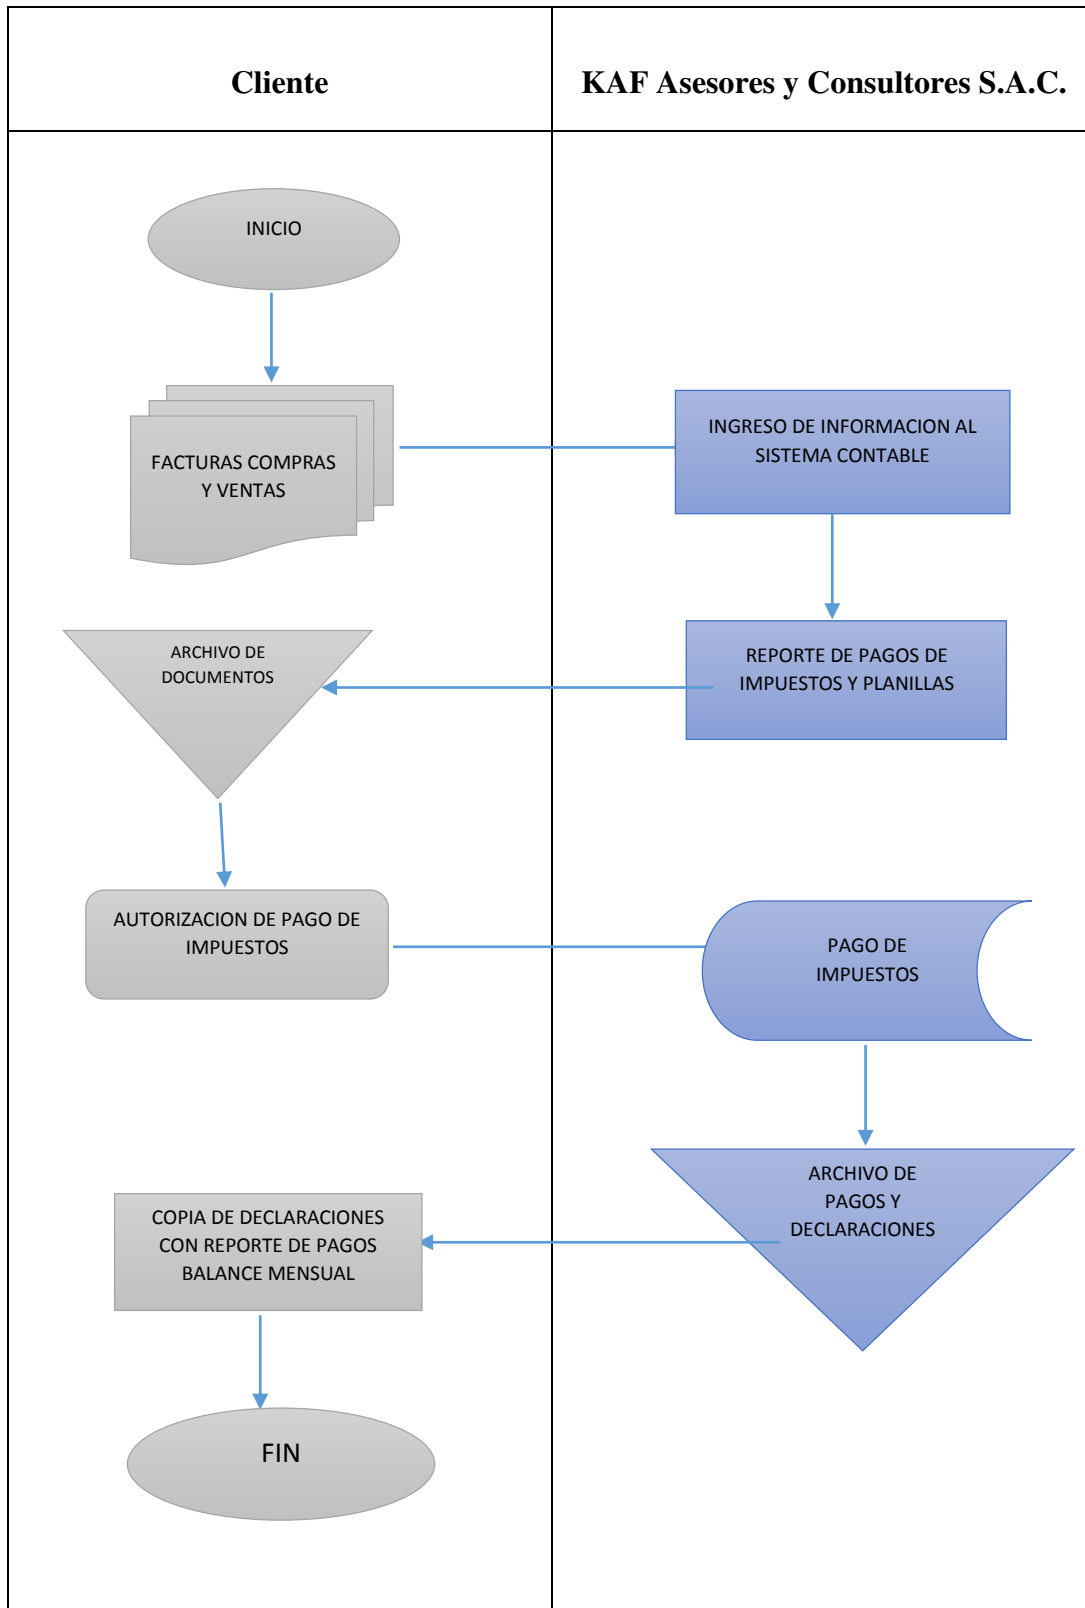 Cliente
KAF Asesores y Consultores S.A.C.
INICIO
FACTURAS COMPRAS
Y VENTAS
INGRESO DE INFORMACION AL
SISTEMA CONTABLE
ARCHIVO DE
DOCUMENTOS
REPORTE DE PAGOS DE
IMPUESTOS Y PLANILLAS
AUTORIZACION DE PAGO DE
IMPUESTOS
PAGO DE
IMPUESTOS
ARCHIVO DE
PAGOS Y
DECLARACIONES
COPIA DE DECLARACIONES
CON REPORTE DE PAGOS
BALANCE MENSUAL
FIN